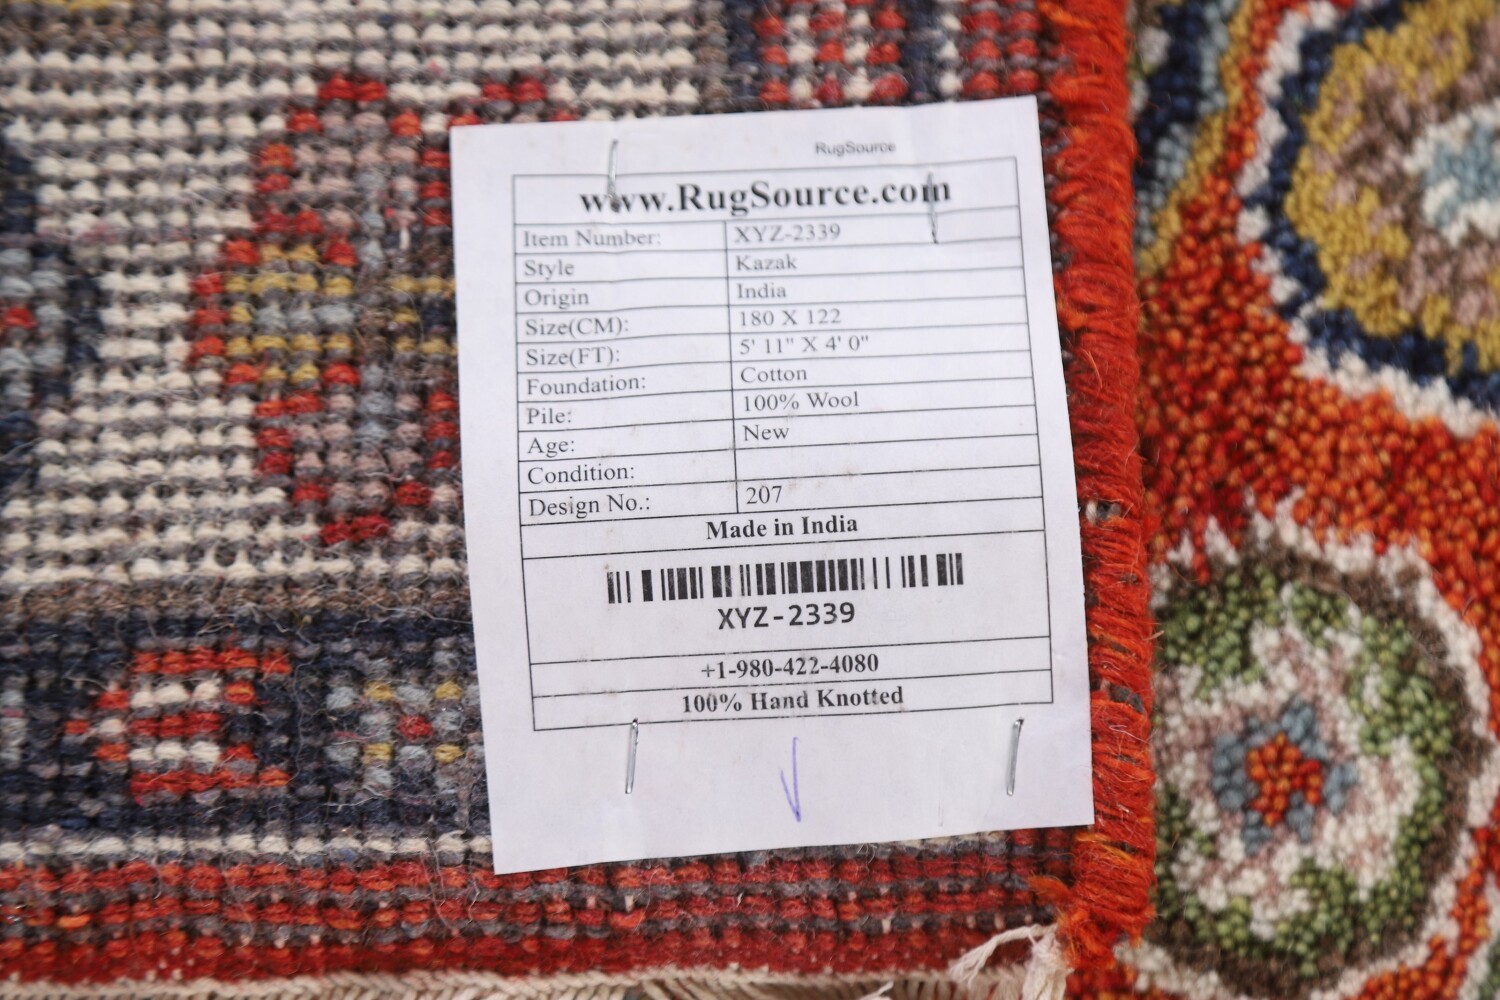 RugSource
www.RugSource.com
Item Number: XYZ-2339
Style Kazak
Origin India
Size(CM): 180 X 122
Size(FT): 5' 11" X 4' 0"
Foundation: Cotton
Pile: 100% Wool
Age: New
Condition:
Design No.: 207
Made in India
XYZ-2339
+1-980-422-4080
100% Hand Knotted